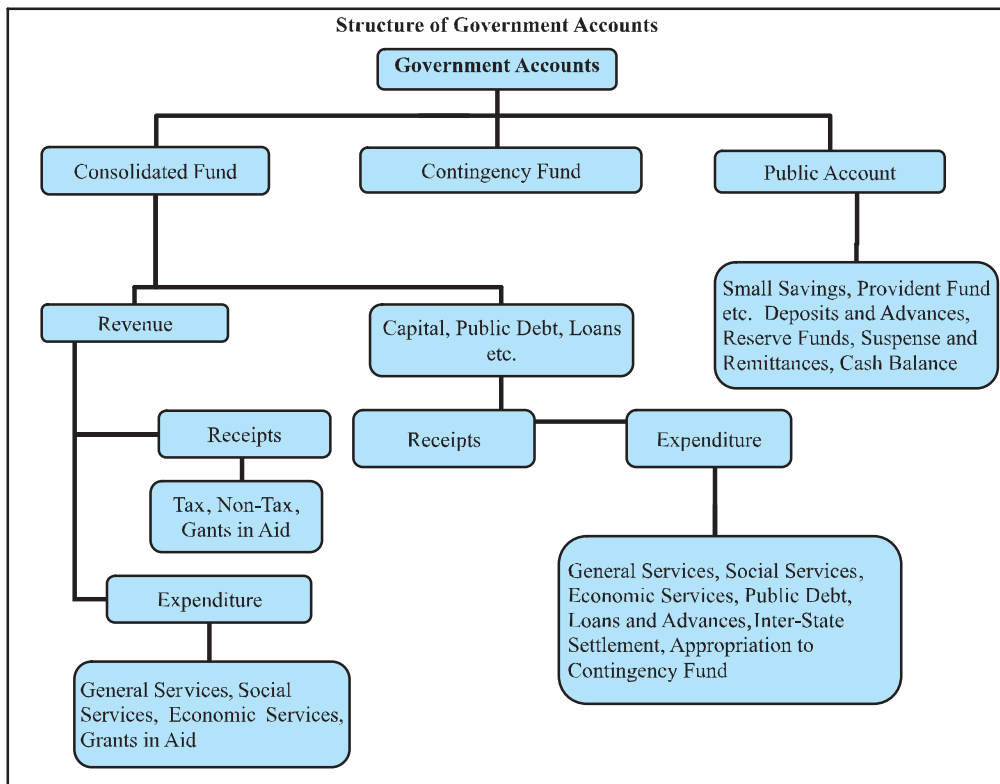 Structure of Government Accounts
Government Accounts
Consolidated Fund
Contingency Fund
Public Account
Small Savings, Provident Fund
etc. Deposits and Advances,
Reserve Funds, Suspense and
Remittances, Cash Balance
Revenue
Capital, Public Debt, Loans
etc.
Receipts
Tax, Non-Tax,
Gants in Aid
Expenditure
General Services, Social
Services, Economic Services,
Grants in Aid
Receipts
Expenditure
General Services, Social Services,
Economic Services, Public Debt,
Loans and Advances, Inter-State
Settlement, Appropriation to
Contingency Fund